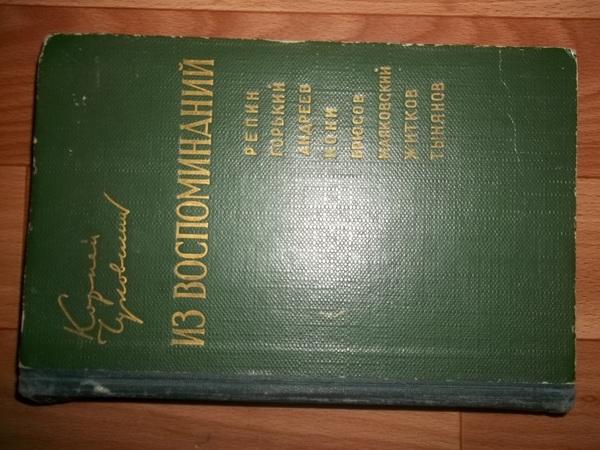 Корней
Чуковский
ИЗ ВОСПОМИНАНИЙ
РЕПИН
ГОРЬКИЙ
АНДРЕЕВ
КОНИ
БРЮСОВ
МАЯКОВСКИЙ
ЖИТКОВ
ТЫНЯНОВ